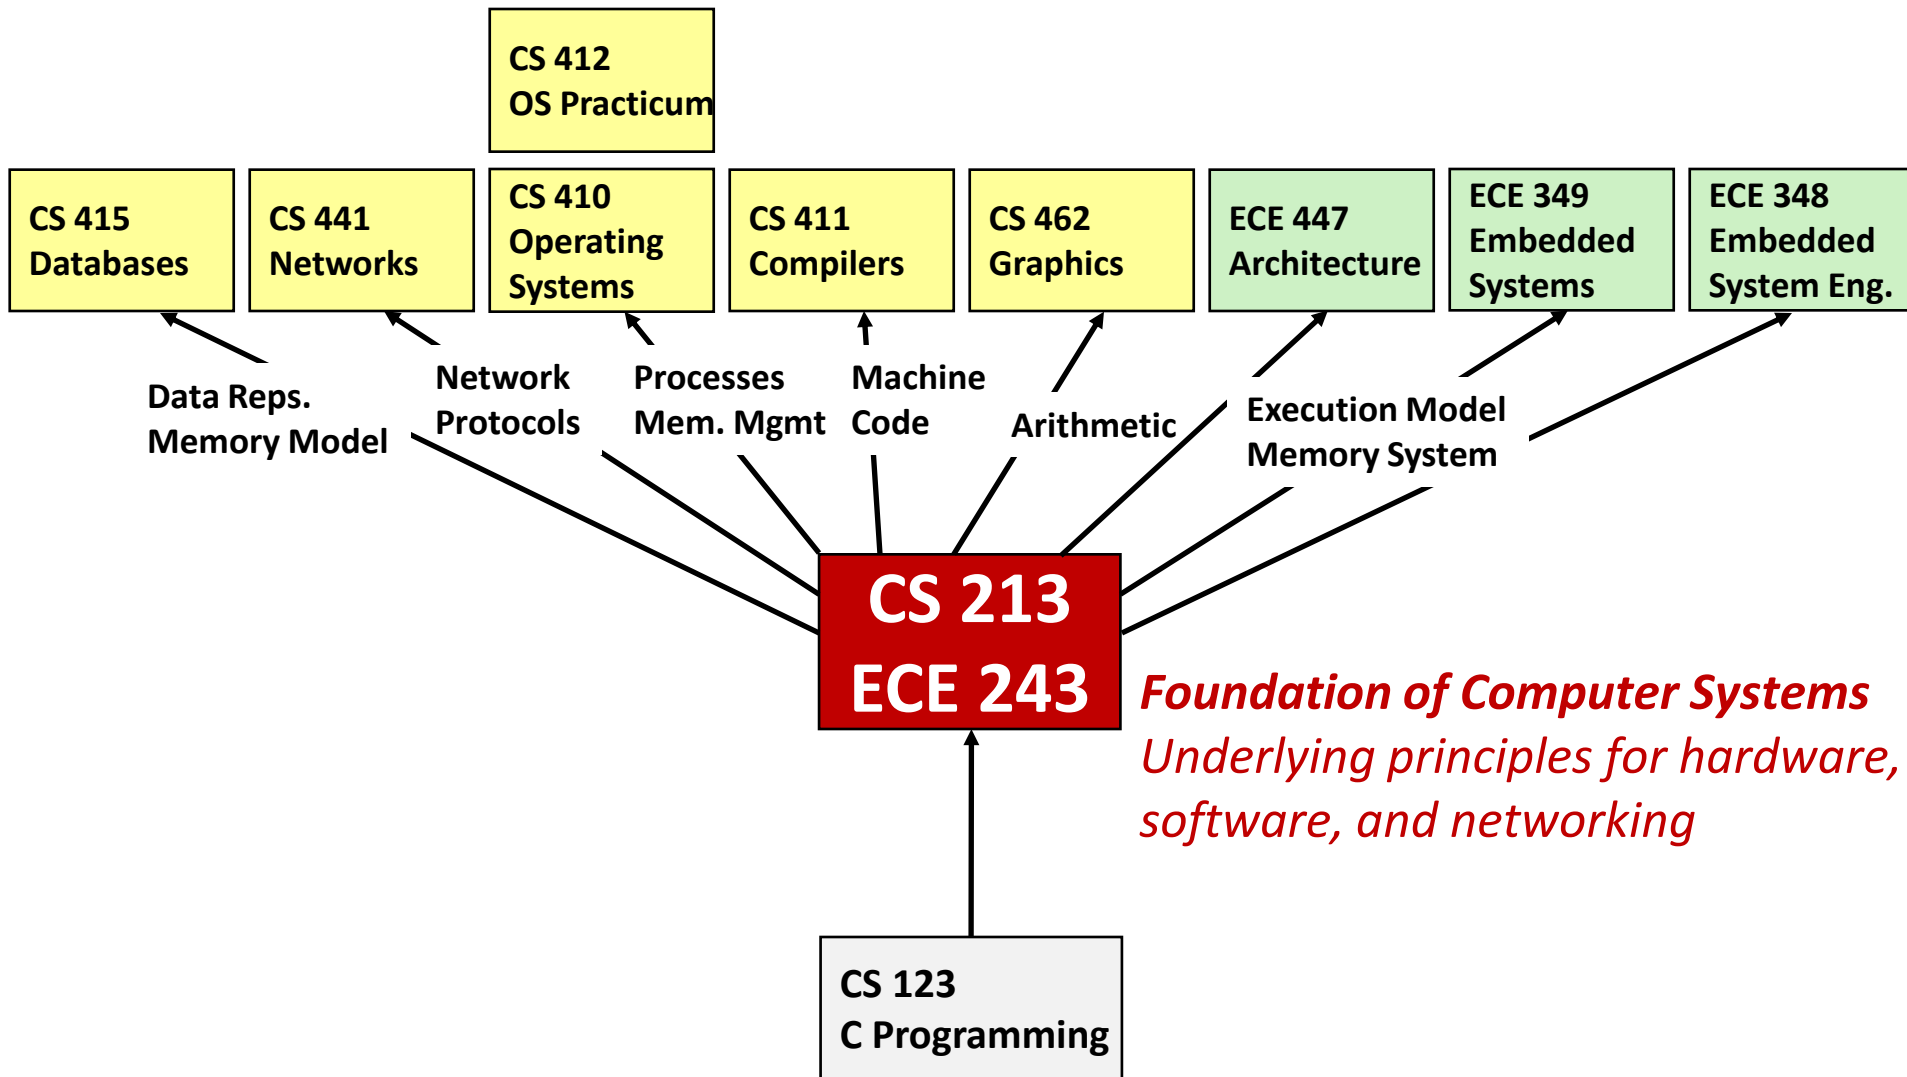 CS 412
OS Practicum
CS 415
Databases
CS 441
Networks
CS 410
Operating
Systems
CS 411
Compilers
CS 462
Graphics
ECE 447
Architecture
ECE 349
Embedded
Systems
ECE 348
Embedded
System Eng.
Data Reps.
Memory Model
Network
Protocols
Processes
Mem. Mgmt
Machine
Code
Arithmetic
Execution Model
Memory System
CS 213
ECE 243
Foundation of Computer Systems
Underlying principles for hardware,
software, and networking
CS 123
C Programming